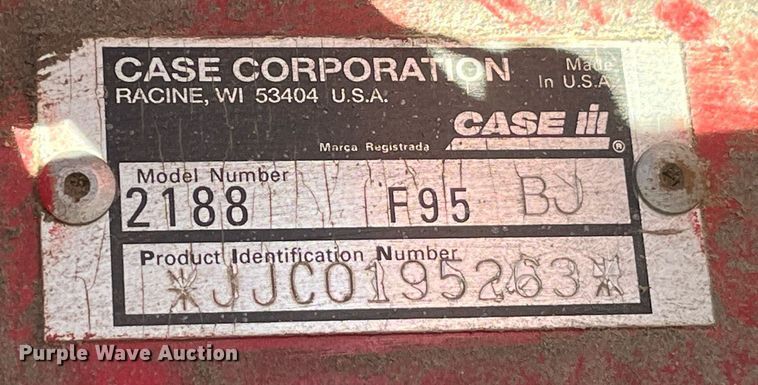 CASE CORPORATION
RACINE, WI 53404 U.S.A.
Made
In U.S.A.
CASE IH ®
Marca Registrada
Model Number
2188 F95 BJ
Product Identification Number
*JJC0195263*
Purple Wave Auction